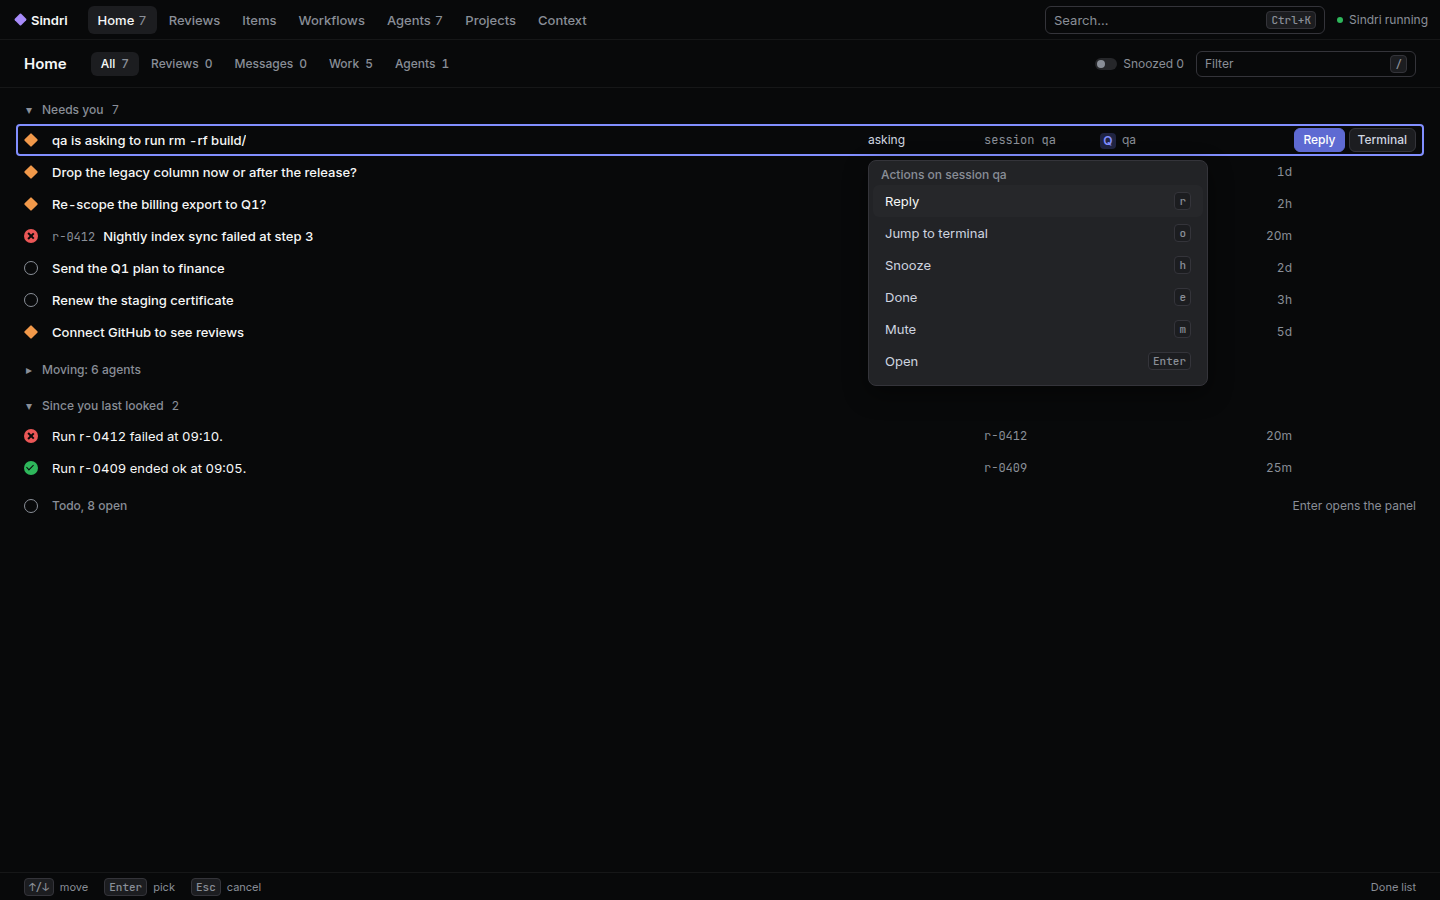 Sindri Home 7 Reviews Items Workflows Agents 7 Projects Context Search... Ctrl+K Sindri running
Home All 7 Reviews 0 Messages 0 Work 5 Agents 1 Snoozed 0 Filter /
Needs you 7
qa is asking to run rm -rf build/ asking session qa Q qa Reply Terminal
Drop the legacy column now or after the release? 1d
Re-scope the billing export to Q1? 2h
r-0412 Nightly index sync failed at step 3 20m
Send the Q1 plan to finance 2d
Renew the staging certificate 3h
Connect GitHub to see reviews 5d
Actions on session qa
Reply r
Jump to terminal o
Snooze h
Done e
Mute m
Open Enter
Moving: 6 agents
Since you last looked 2
Run r-0412 failed at 09:10. r-0412 20m
Run r-0409 ended ok at 09:05. r-0409 25m
Todo, 8 open Enter opens the panel
↑/↓ move Enter pick Esc cancel Done list